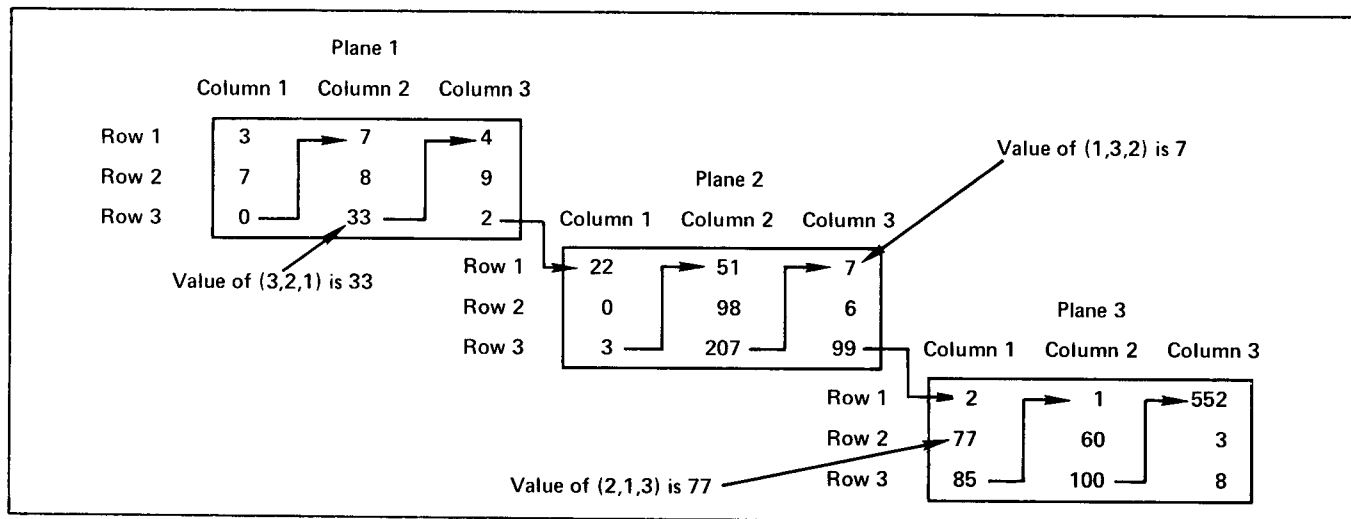 Plane 1
Column 1 Column 2 Column 3
Row 1 3 7 4
Row 2 7 8 9
Row 3 0 33 2
Value of (3,2,1) is 33
Value of (1,3,2) is 7
Plane 2
Column 1 Column 2 Column 3
Row 1 22 51 7
Row 2 0 98 6
Row 3 3 207 99
Plane 3
Column 1 Column 2 Column 3
Row 1 2 1 552
Row 2 77 60 3
Row 3 85 100 8
Value of (2,1,3) is 77